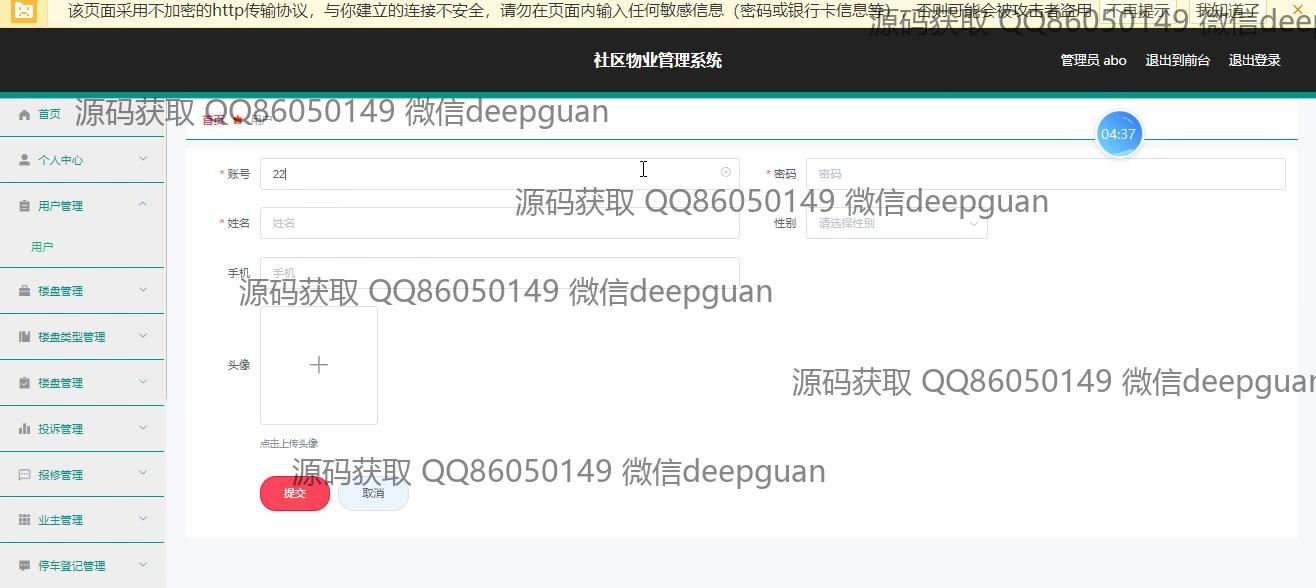 该页面采用不加密的http传输协议，与你建立的连接不安全，请勿在页面内输入任何敏感信息（密码或银行卡信息等），否则可能会被攻击者盗用 不再提示 我知道了
源码获取 QQ86050149 微信deep
社区物业管理系统
管理员 abo 退出到前台 退出登录
首页
源码获取 QQ86050149 微信deepguan
首页 用户
04:37
个人中心
*账号 22
*密码 密码
用户管理
源码获取 QQ86050149 微信deepguan
*姓名 姓名
性别 请选择性别
用户
手机 手机
楼盘管理
源码获取 QQ86050149 微信deepguan
楼盘类型管理
头像
楼盘管理
源码获取 QQ86050149 微信deepguan
投诉管理
点击上传头像
报修管理
源码获取 QQ86050149 微信deepguan
提交 取消
业主管理
停车登记管理